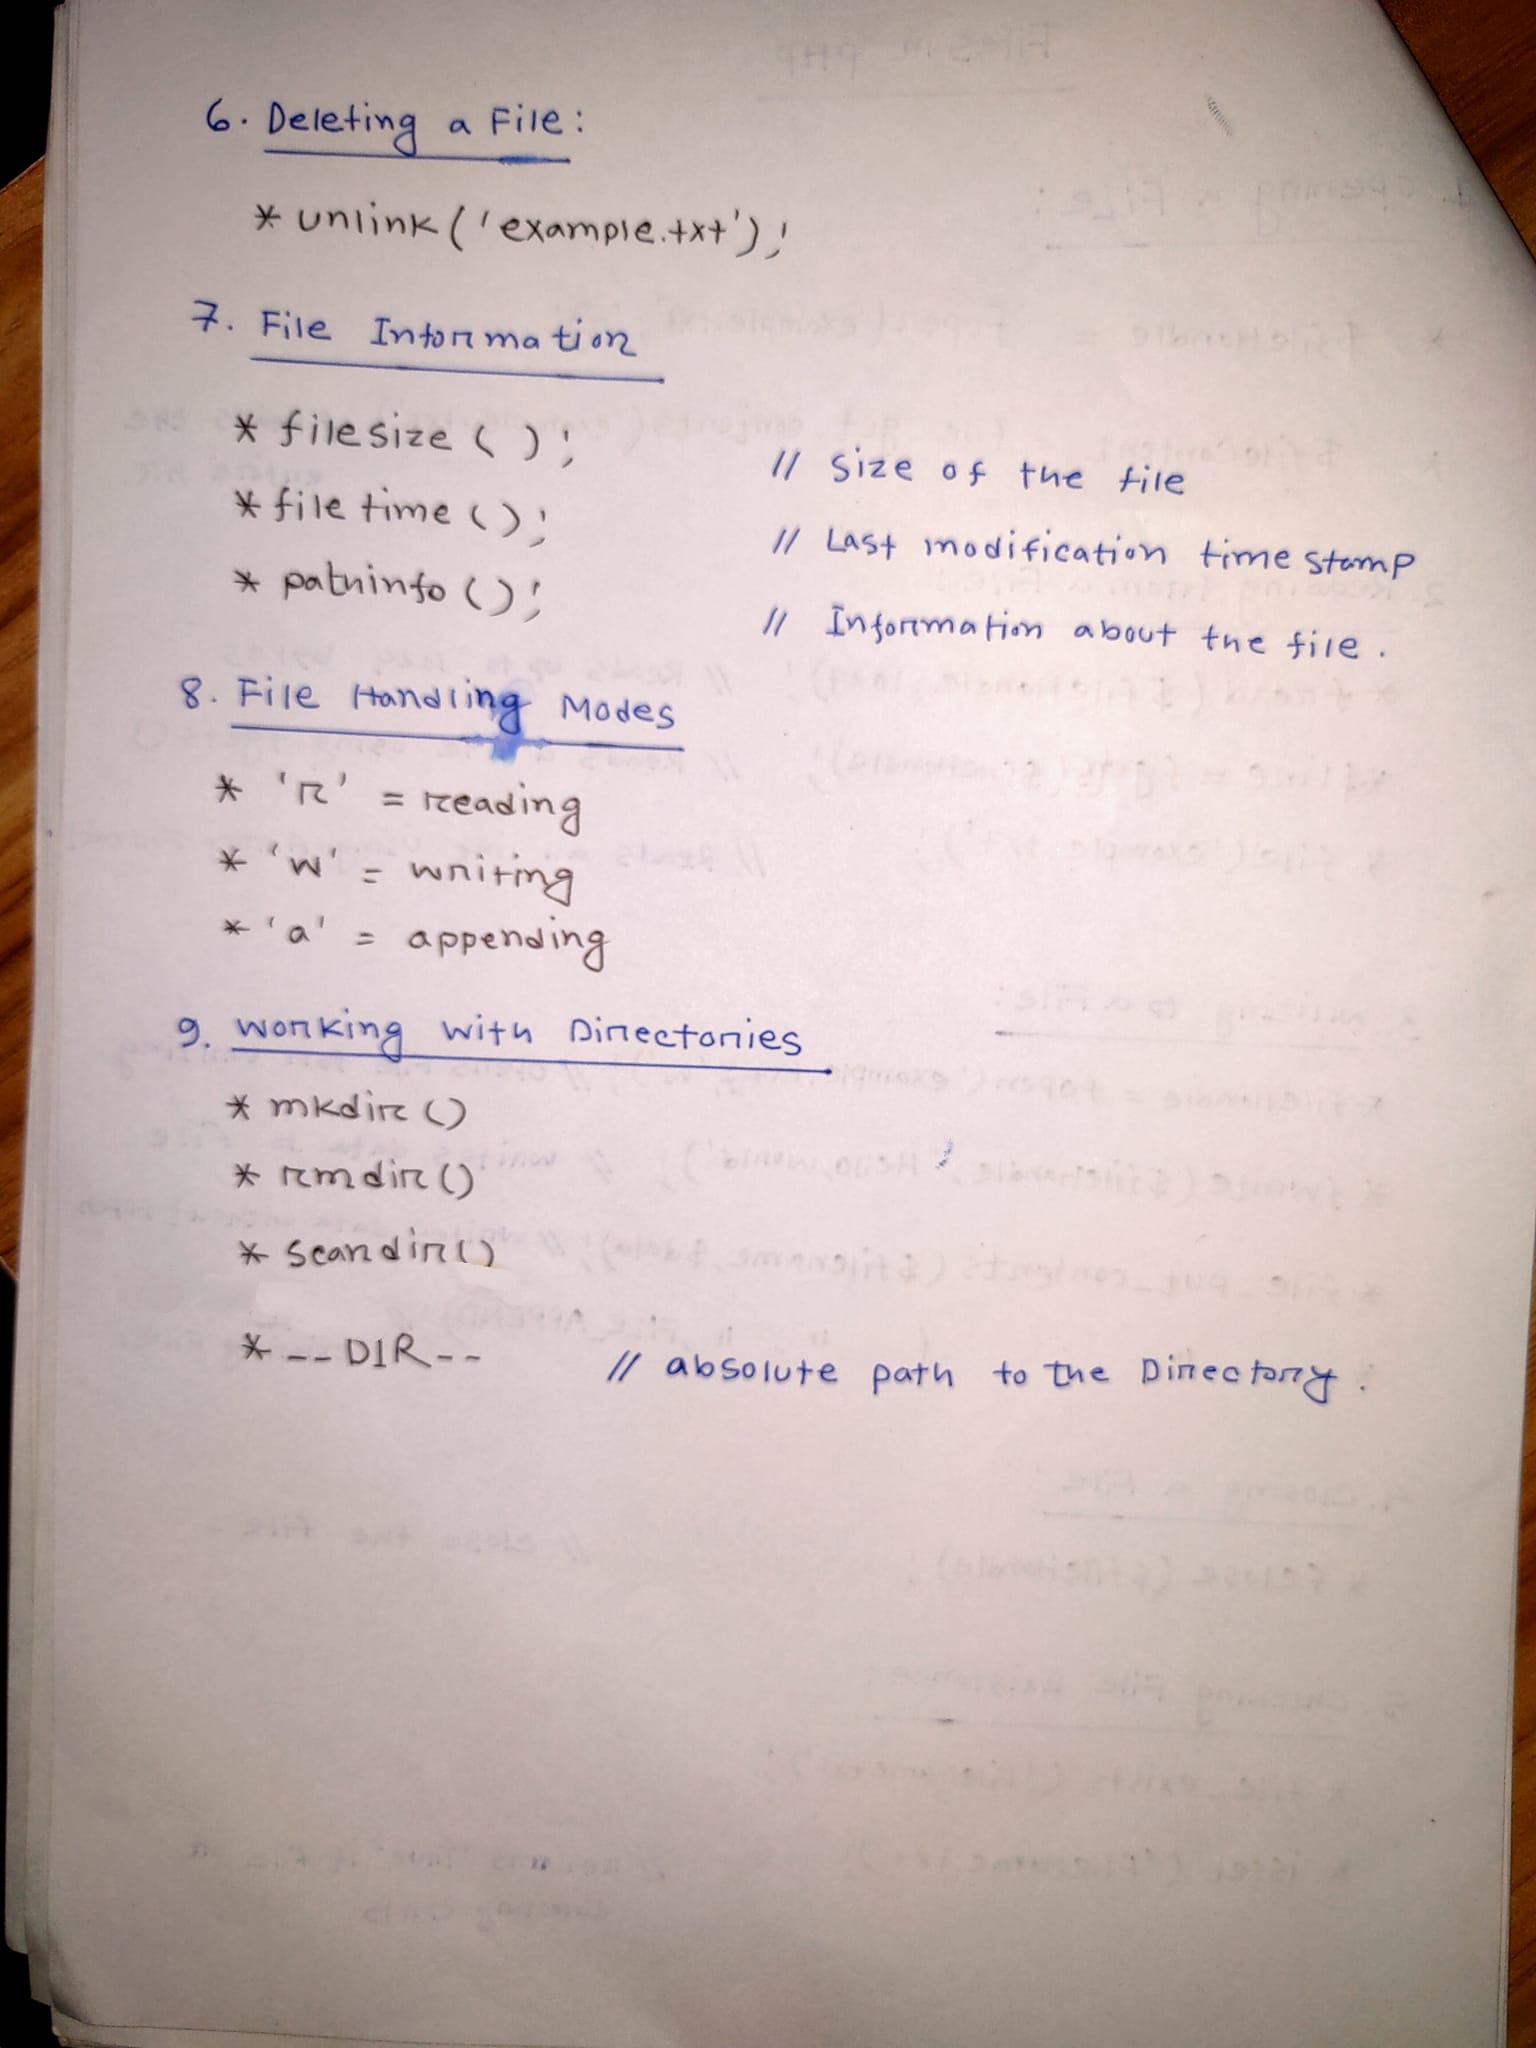 6. Deleting a File:
* unlink('example.txt');
7. File Information
* filesize ( ); // size of the file
* filetime (); // Last modification time stamp
* pathinfo (); // Information about the file.
8. File Handling Modes
* 'r' = reading
* 'w' = writing
* 'a' = appending
9. Working with Directories
* mkdir ()
* rmdir ()
* scandir()
* __DIR__ // absolute path to the Directory.